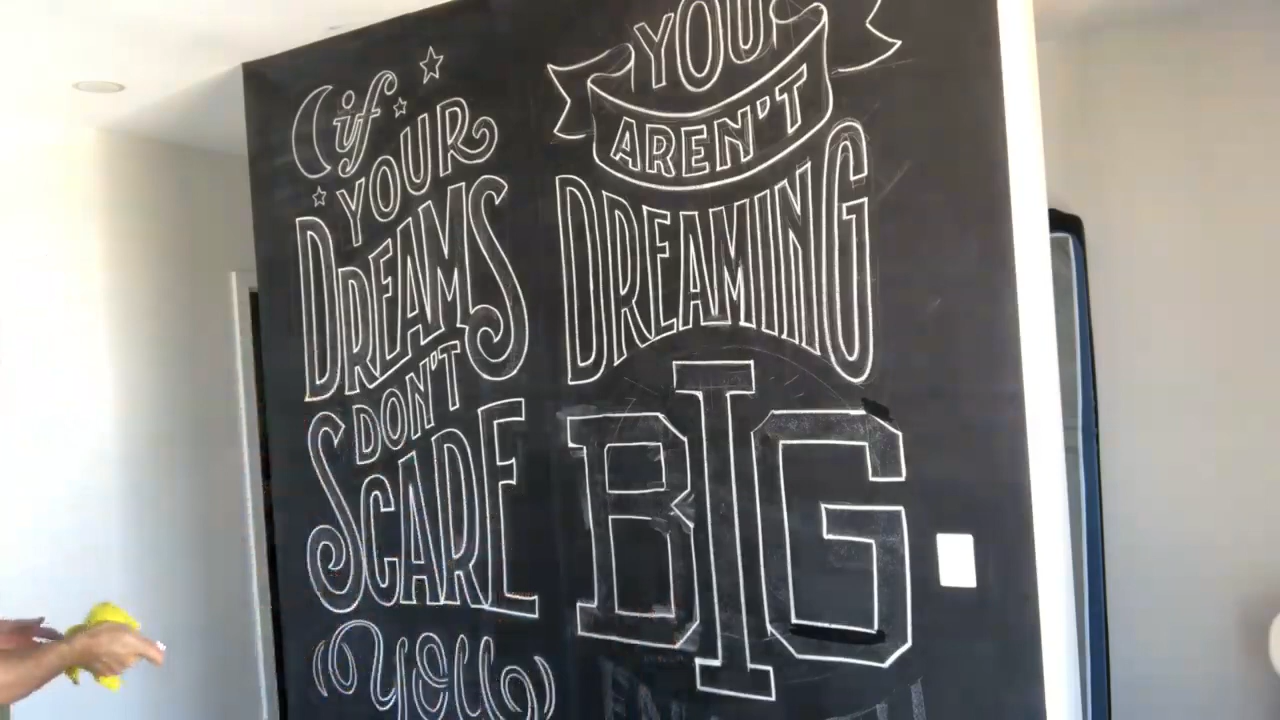 if
YOUR
DREAMS
DON'T
SCARE
you
YOU
AREN'T
DREAMING
BIG